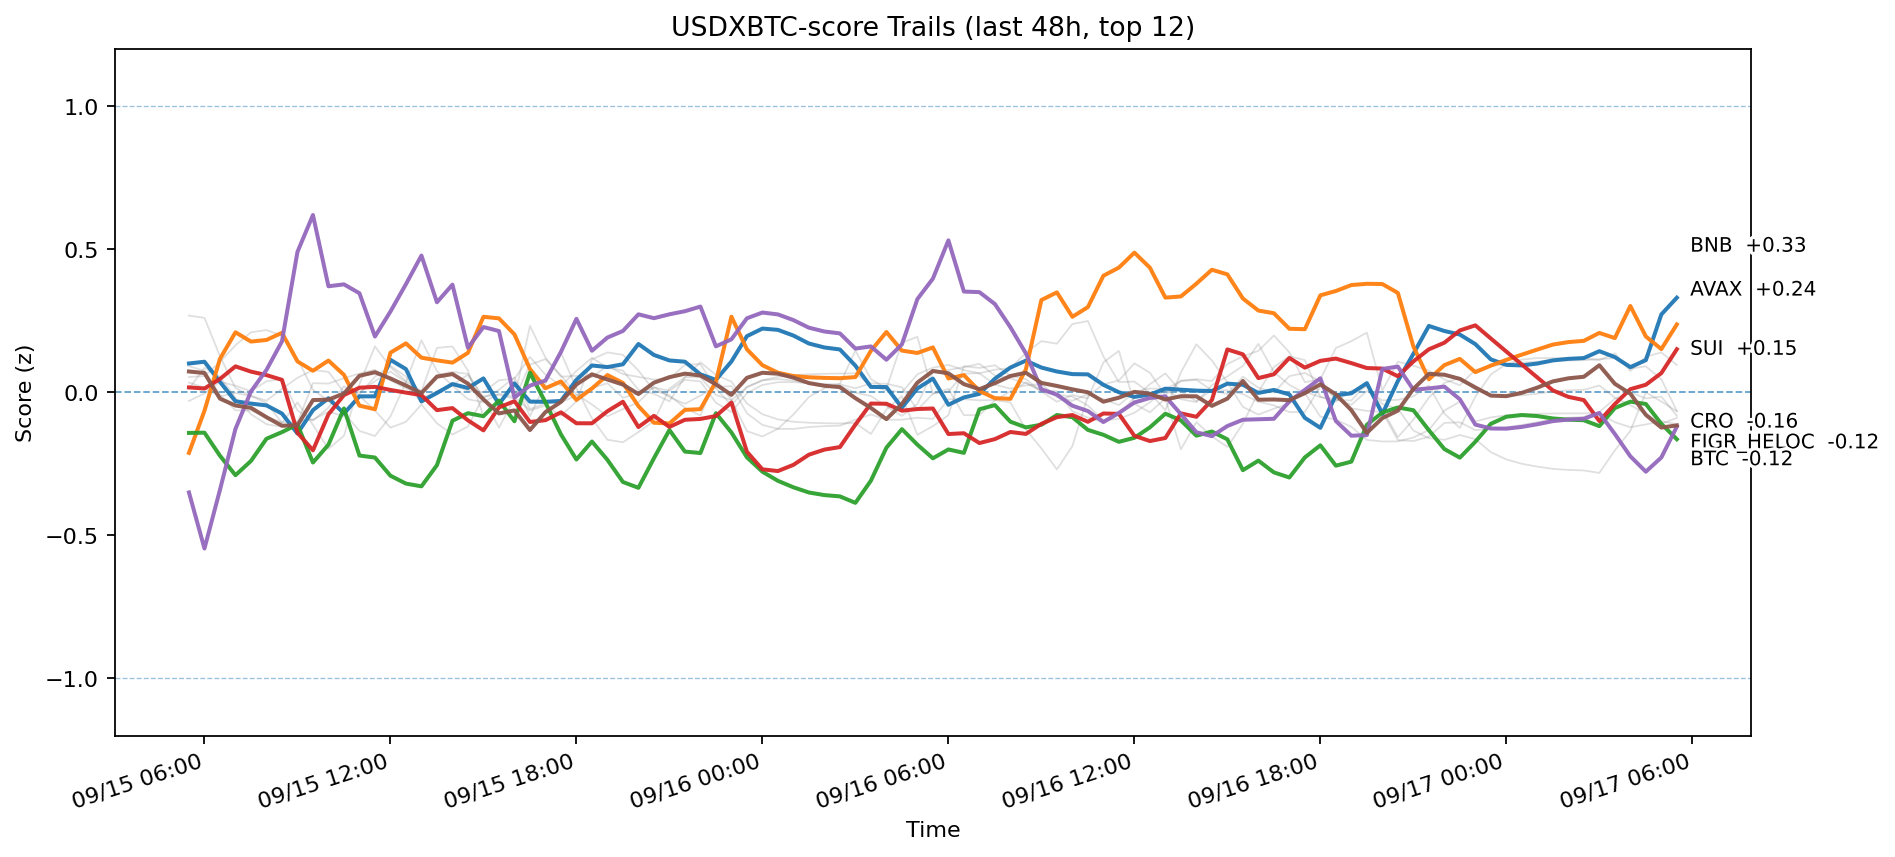 USDXBTC-score Trails (last 48h, top 12)
Score (z)
1.0
0.5
0.0
−0.5
−1.0
BNB +0.33
AVAX +0.24
SUI +0.15
CRO -0.16
FIGR_HELOC -0.12
BTC -0.12
09/15 06:00
09/15 12:00
09/15 18:00
09/16 00:00
09/16 06:00
09/16 12:00
09/16 18:00
09/17 00:00
09/17 06:00
Time